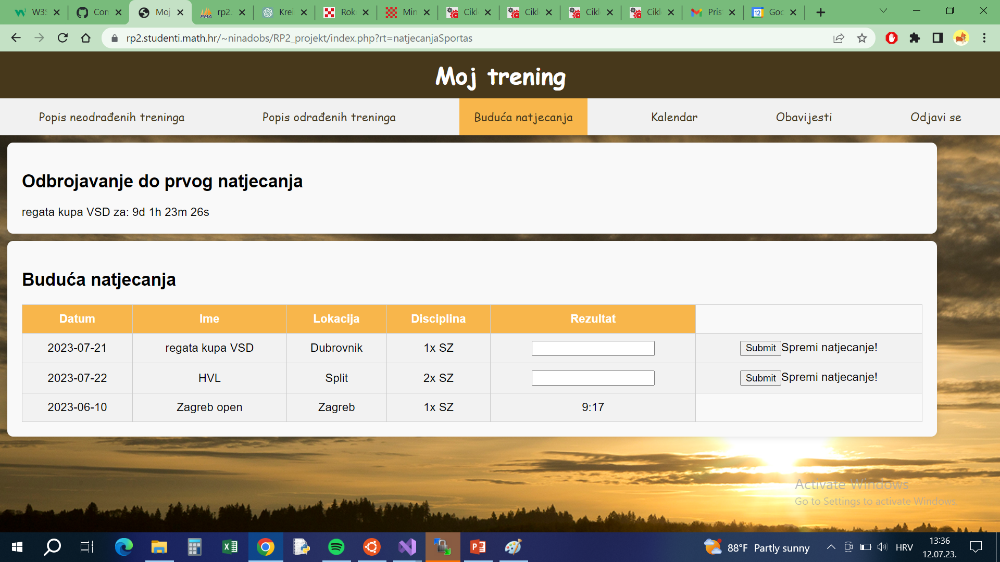 W3S
Con
Moj
rp2.
Krei
Rok
Min
Cikl
Cikl
Cikl
Cikl
Pris
Goc
rp2.studenti.math.hr/~ninadobs/RP2_projekt/index.php?rt=natjecanjaSportas
Moj trening
Popis neodrađenih treninga
Popis odrađenih treninga
Buduća natjecanja
Kalendar
Obavijesti
Odjavi se
Odbrojavanje do prvog natjecanja
regata kupa VSD za: 9d 1h 23m 26s
Buduća natjecanja
Datum Ime Lokacija Disciplina Rezultat
2023-07-21 regata kupa VSD Dubrovnik 1x SZ Submit Spremi natjecanje!
2023-07-22 HVL Split 2x SZ Submit Spremi natjecanje!
2023-06-10 Zagreb open Zagreb 1x SZ 9:17
Activate Windows
Go to Settings to activate Windows.
88°F Partly sunny
HRV
13:36
12.07.23.